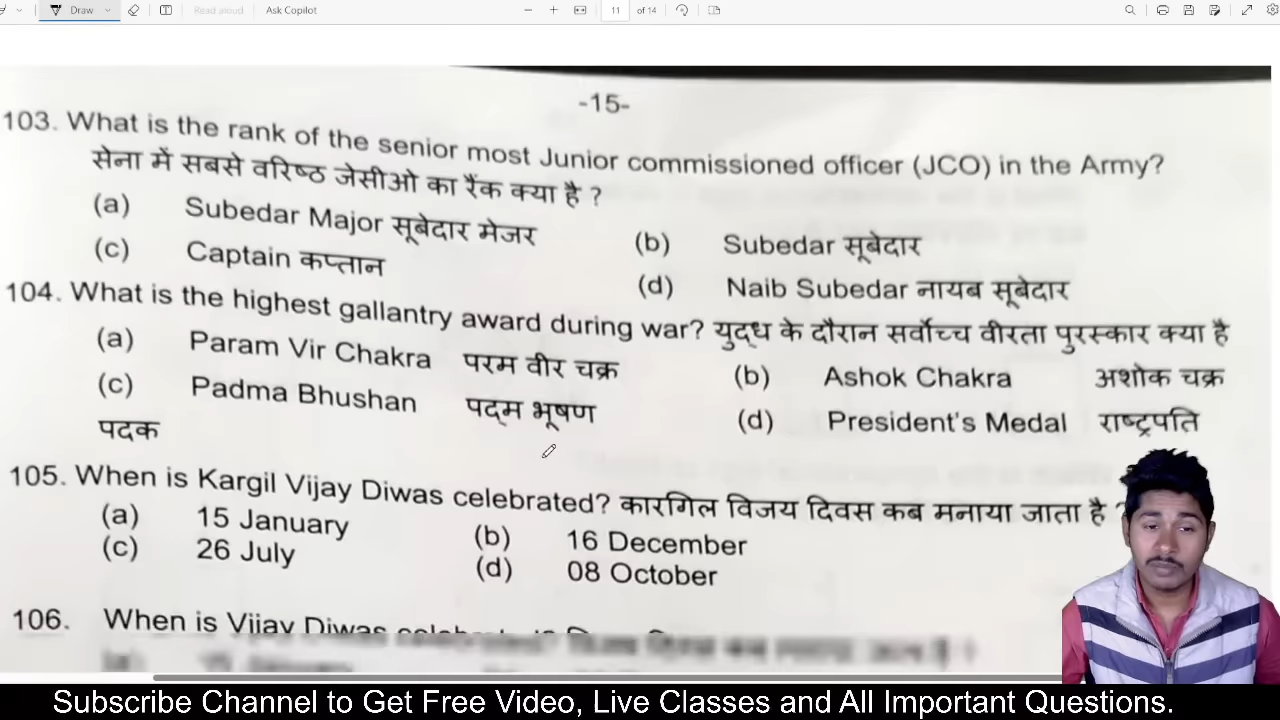 Draw
Read aloud
Ask Copilot
11 of 14
-15-
103. What is the rank of the senior most Junior commissioned officer (JCO) in the Army?
सेना में सबसे वरिष्ठ जेसीओ का रैंक क्या है ?
(a) Subedar Major सूबेदार मेजर (b) Subedar सूबेदार
(c) Captain कप्तान (d) Naib Subedar नायब सूबेदार
104. What is the highest gallantry award during war? युद्ध के दौरान सर्वोच्च वीरता पुरस्कार क्या है
(a) Param Vir Chakra परम वीर चक्र (b) Ashok Chakra अशोक चक्र
(c) Padma Bhushan पद्म भूषण (d) President's Medal राष्ट्रपति
पदक
105. When is Kargil Vijay Diwas celebrated? कारगिल विजय दिवस कब मनाया जाता है ?
(a) 15 January (b) 16 December
(c) 26 July (d) 08 October
106. When is Vijay Diwas celebrated?
Subscribe Channel to Get Free Video, Live Classes and All Important Questions.